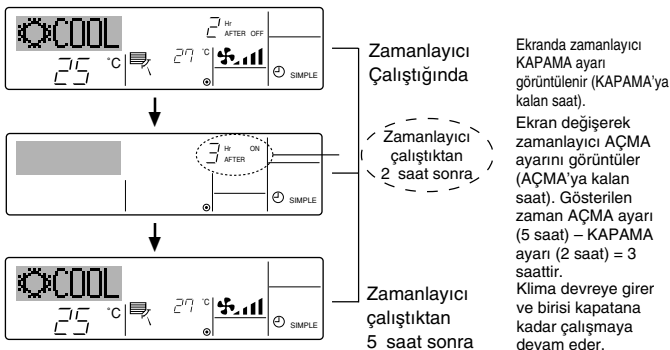 COOL
2 Hr
AFTER OFF
25 °C
27 °C
SIMPLE
Zamanlayıcı
Çalıştığında
Ekranda zamanlayıcı
KAPAMA ayarı
görüntülenir (KAPAMA’ya
kalan saat).
3 Hr ON
AFTER
SIMPLE
Zamanlayıcı
çalıştıktan
2 saat sonra
Ekran değişerek
zamanlayıcı AÇMA
ayarını görüntüler
(AÇMA’ya kalan
saat). Gösterilen
zaman AÇMA ayarı
(5 saat) – KAPAMA
ayarı (2 saat) = 3
saattir.
COOL
25 °C
27 °C
SIMPLE
Zamanlayıcı
çalıştıktan
5 saat sonra
Klima devreye girer
ve birisi kapatana
kadar çalışmaya
devam eder.